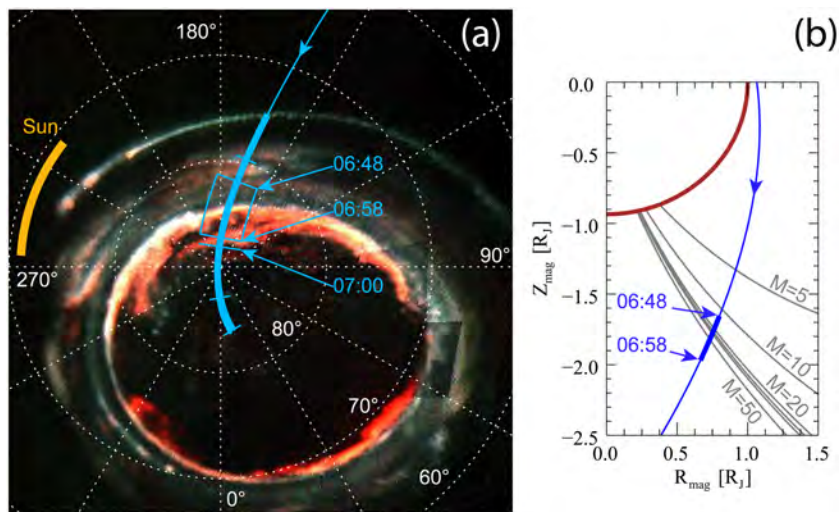 (a)
180°
Sun
06:48
06:58
90°
270°
07:00
80°
70°
60°
0°
(b)
0.0
-0.5
-1.0
-1.5
-2.0
-2.5
Z_mag [R_J]
M=5
06:48
M=10
06:58
M=20
M=50
0.0 0.5 1.0 1.5
R_mag [R_J]